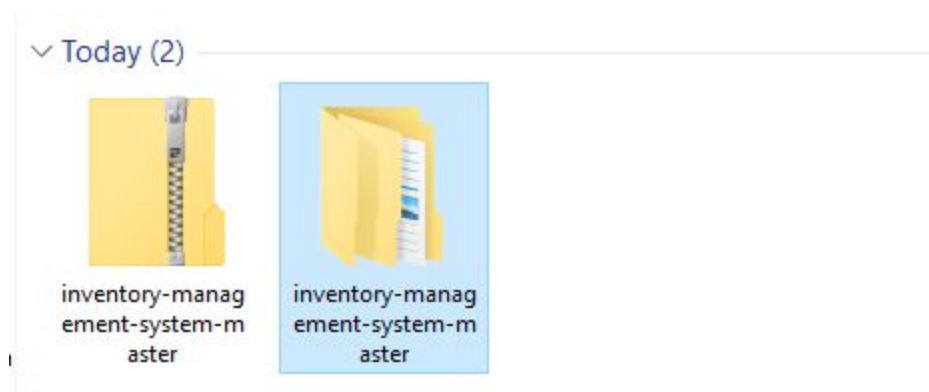 Today (2)
inventory-manag
ement-system-m
aster
inventory-manag
ement-system-m
aster